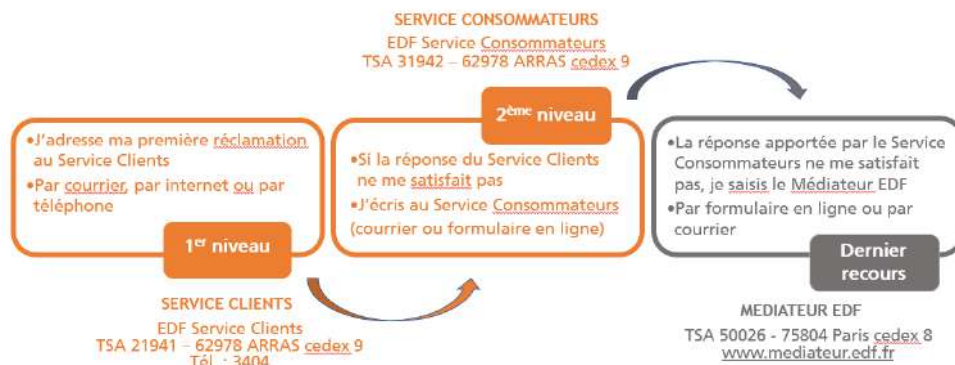 SERVICE CONSOMMATEURS
EDF Service Consommateurs
TSA 31942 – 62978 ARRAS cedex 9
•J'adresse ma première réclamation
au Service Clients
•Par courrier, par internet ou par
téléphone
1er niveau
SERVICE CLIENTS
EDF Service Clients
TSA 21941 – 62978 ARRAS cedex 9
Tél. : 3404
2ème niveau
•Si la réponse du Service Clients
ne me satisfait pas
•J'écris au Service Consommateurs
(courrier ou formulaire en ligne)
•La réponse apportée par le Service
Consommateurs ne me satisfait
pas, je saisis le Médiateur EDF
•Par formulaire en ligne ou par
courrier
Dernier
recours
MEDIATEUR EDF
TSA 50026 - 75804 Paris cedex 8
www.mediateur.edf.fr